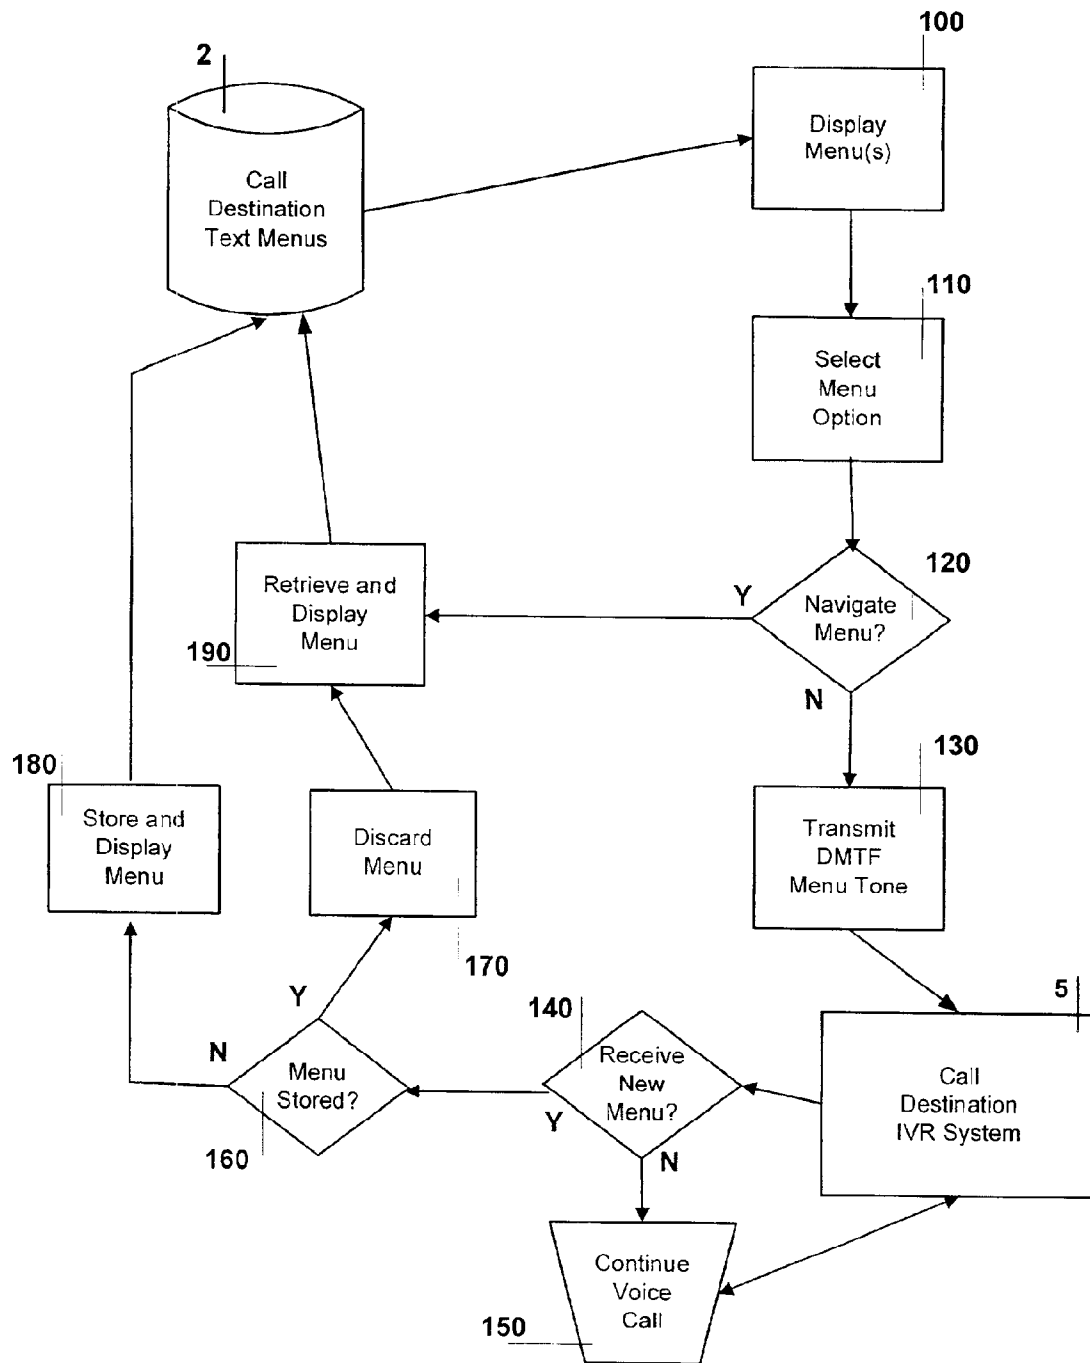 100
2
Display
Menu(s)
Call
Destination
Text Menus
110
Select
Menu
Option
120
Y
Navigate
Menu?
Retrieve and
Display
Menu
190
N
130
180
Store and
Display
Menu
Discard
Menu
Transmit
DMTF
Menu Tone
170
5
140
Y
N
Receive
New
Menu?
Menu
Stored?
Call
Destination
IVR System
Y
160
N
Continue
Voice
Call
150